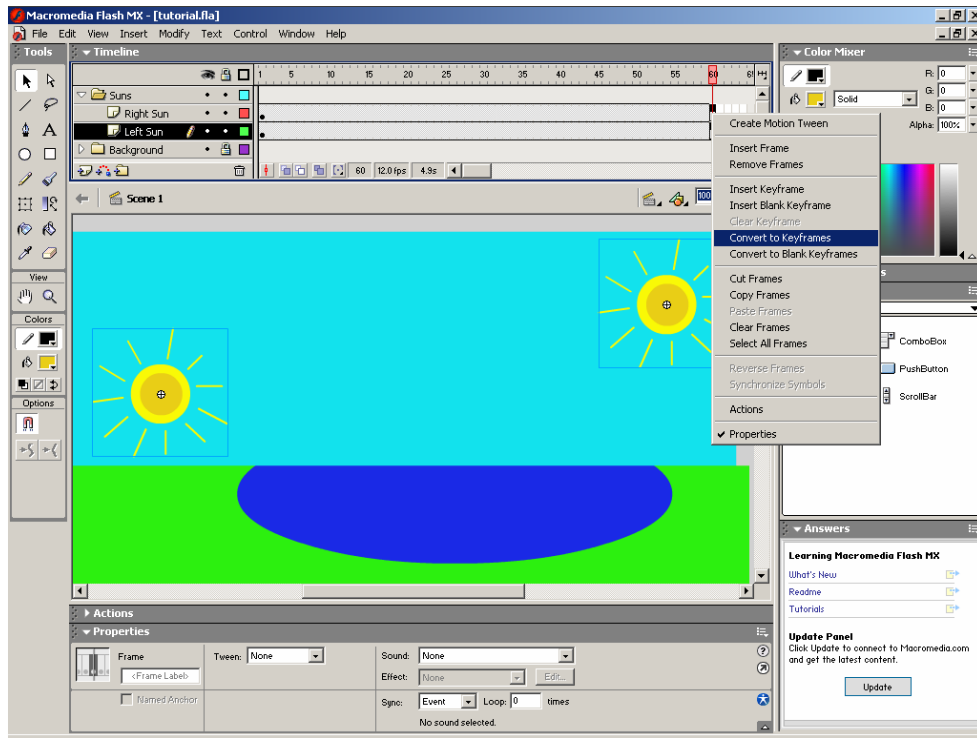 Macromedia Flash MX - [tutorial.fla]
File Edit View Insert Modify Text Control Window Help
Tools
Timeline
1 5 10 15 20 25 30 35 40 45 50 55 60
Suns
Right Sun
Left Sun
Background
60 12.0 fps 4.9s
Scene 1
100
Create Motion Tween
Insert Frame
Remove Frames
Insert Keyframe
Insert Blank Keyframe
Clear Keyframe
Convert to Keyframes
Convert to Blank Keyframes
Cut Frames
Copy Frames
Paste Frames
Clear Frames
Select All Frames
Reverse Frames
Synchronize Symbols
Actions
Properties
View
Colors
Options
Color Mixer
R: 0
G: 0
Solid
B: 0
Alpha: 100%
s
ComboBox
PushButton
ScrollBar
Answers
Learning Macromedia Flash MX
What's New
Readme
Tutorials
Update Panel
Click Update to connect to Macromedia.com
and get the latest content.
Update
Actions
Properties
Frame Tween: None Sound: None
<Frame Label> Effect: None Edit...
Named Anchor Sync: Event Loop: 0 times
No sound selected.